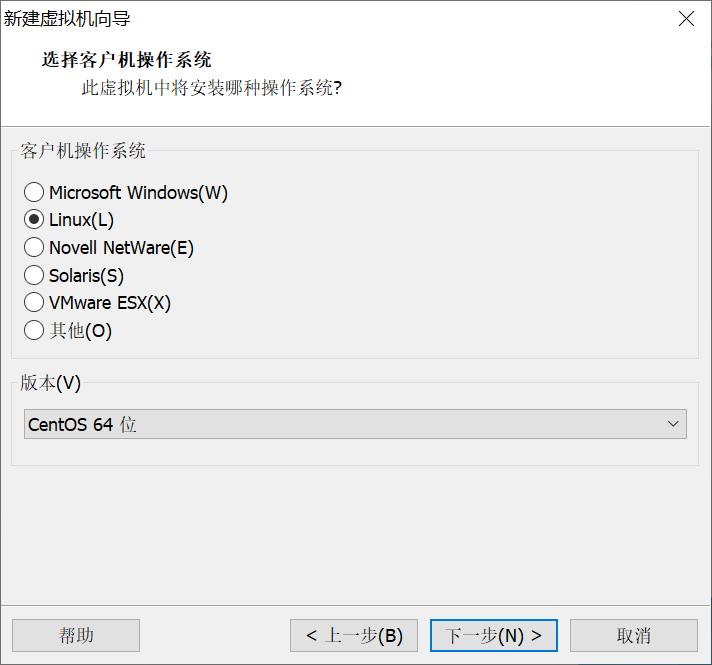 新建虚拟机向导
选择客户机操作系统
此虚拟机中将安装哪种操作系统?
客户机操作系统
Microsoft Windows(W)
Linux(L)
Novell NetWare(E)
Solaris(S)
VMware ESX(X)
其他(O)
版本(V)
CentOS 64 位
帮助
< 上一步(B)
下一步(N) >
取消